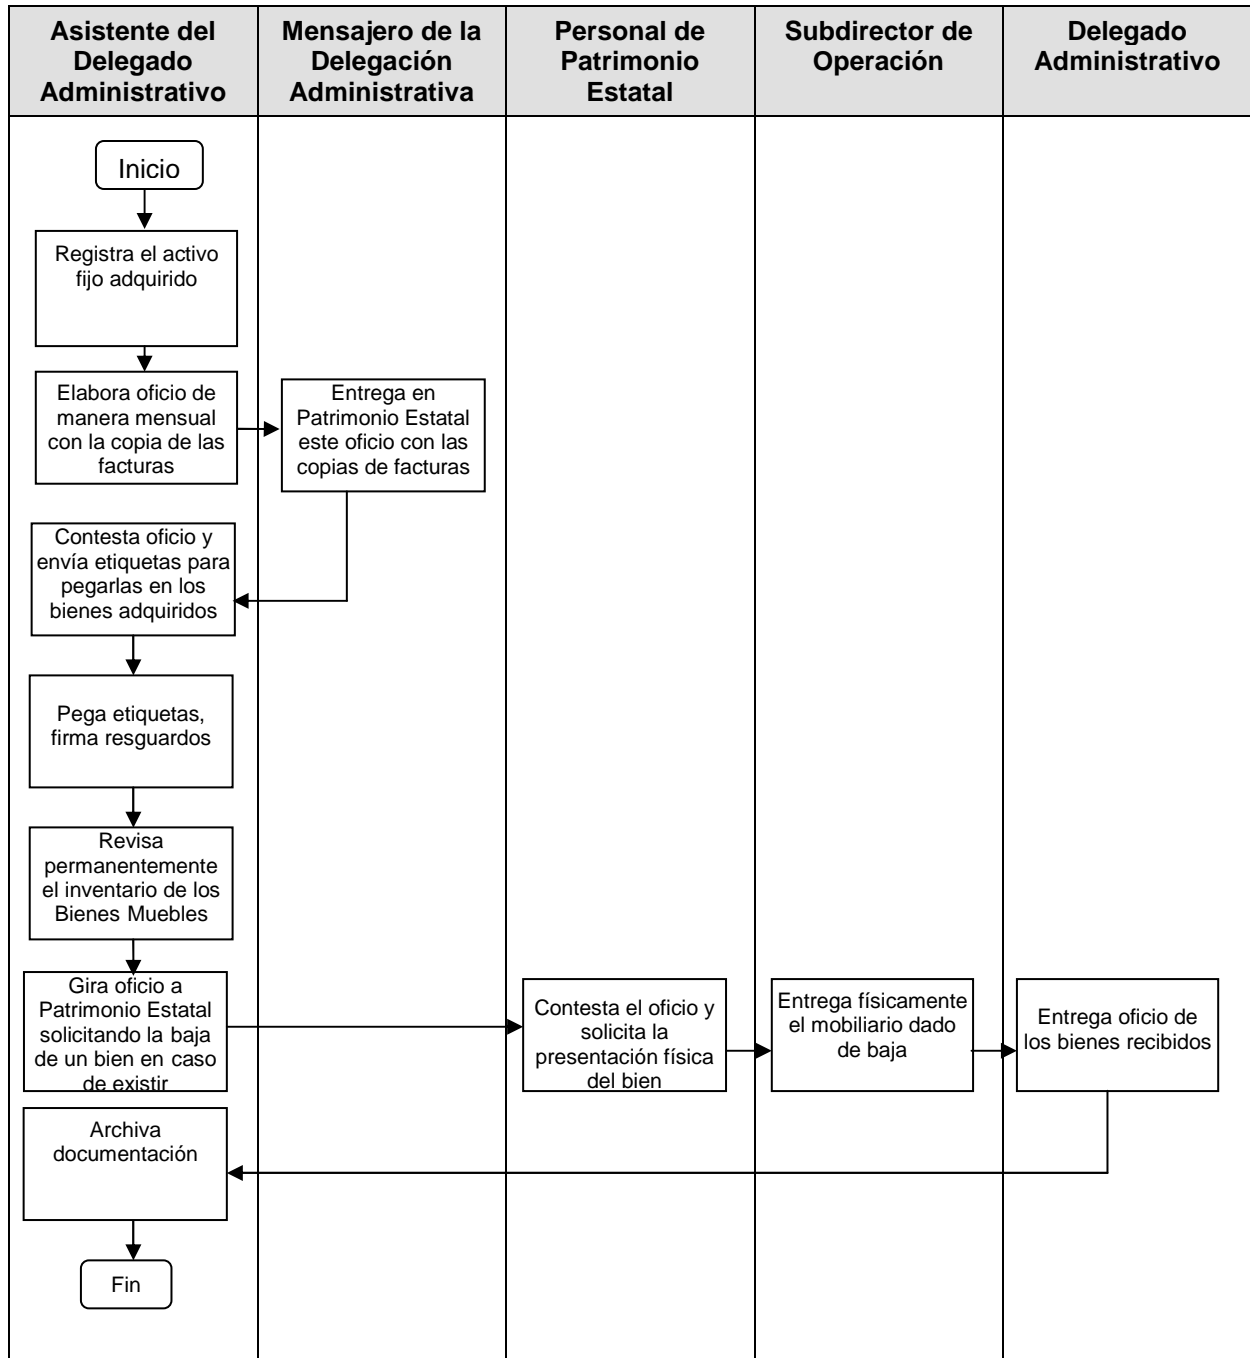 Asistente del
Delegado
Administrativo
Mensajero de la
Delegación
Administrativa
Personal de
Patrimonio
Estatal
Subdirector de
Operación
Delegado
Administrativo
Inicio
Registra el activo
fijo adquirido
Elabora oficio de
manera mensual
con la copia de las
facturas
Entrega en
Patrimonio Estatal
este oficio con las
copias de facturas
Contesta oficio y
envía etiquetas para
pegarlas en los
bienes adquiridos
Pega etiquetas,
firma resguardos
Revisa
permanentemente
el inventario de los
Bienes Muebles
Gira oficio a
Patrimonio Estatal
solicitando la baja
de un bien en caso
de existir
Contesta el oficio y
solicita la
presentación física
del bien
Entrega físicamente
el mobiliario dado
de baja
Entrega oficio de
los bienes recibidos
Archiva
documentación
Fin